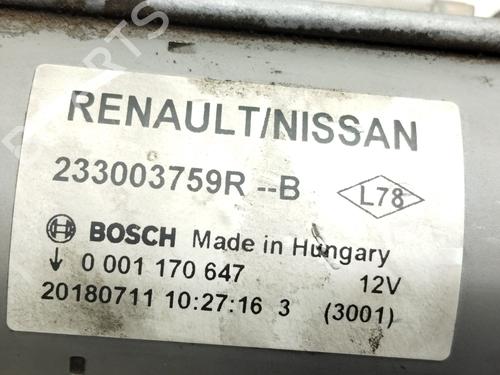 PARTS
RENAULT/NISSAN
233003759R --B
L78
BOSCH Made in Hungary
↓ 0 001 170 647 12V
20180711 10:27:16 3 (3001)